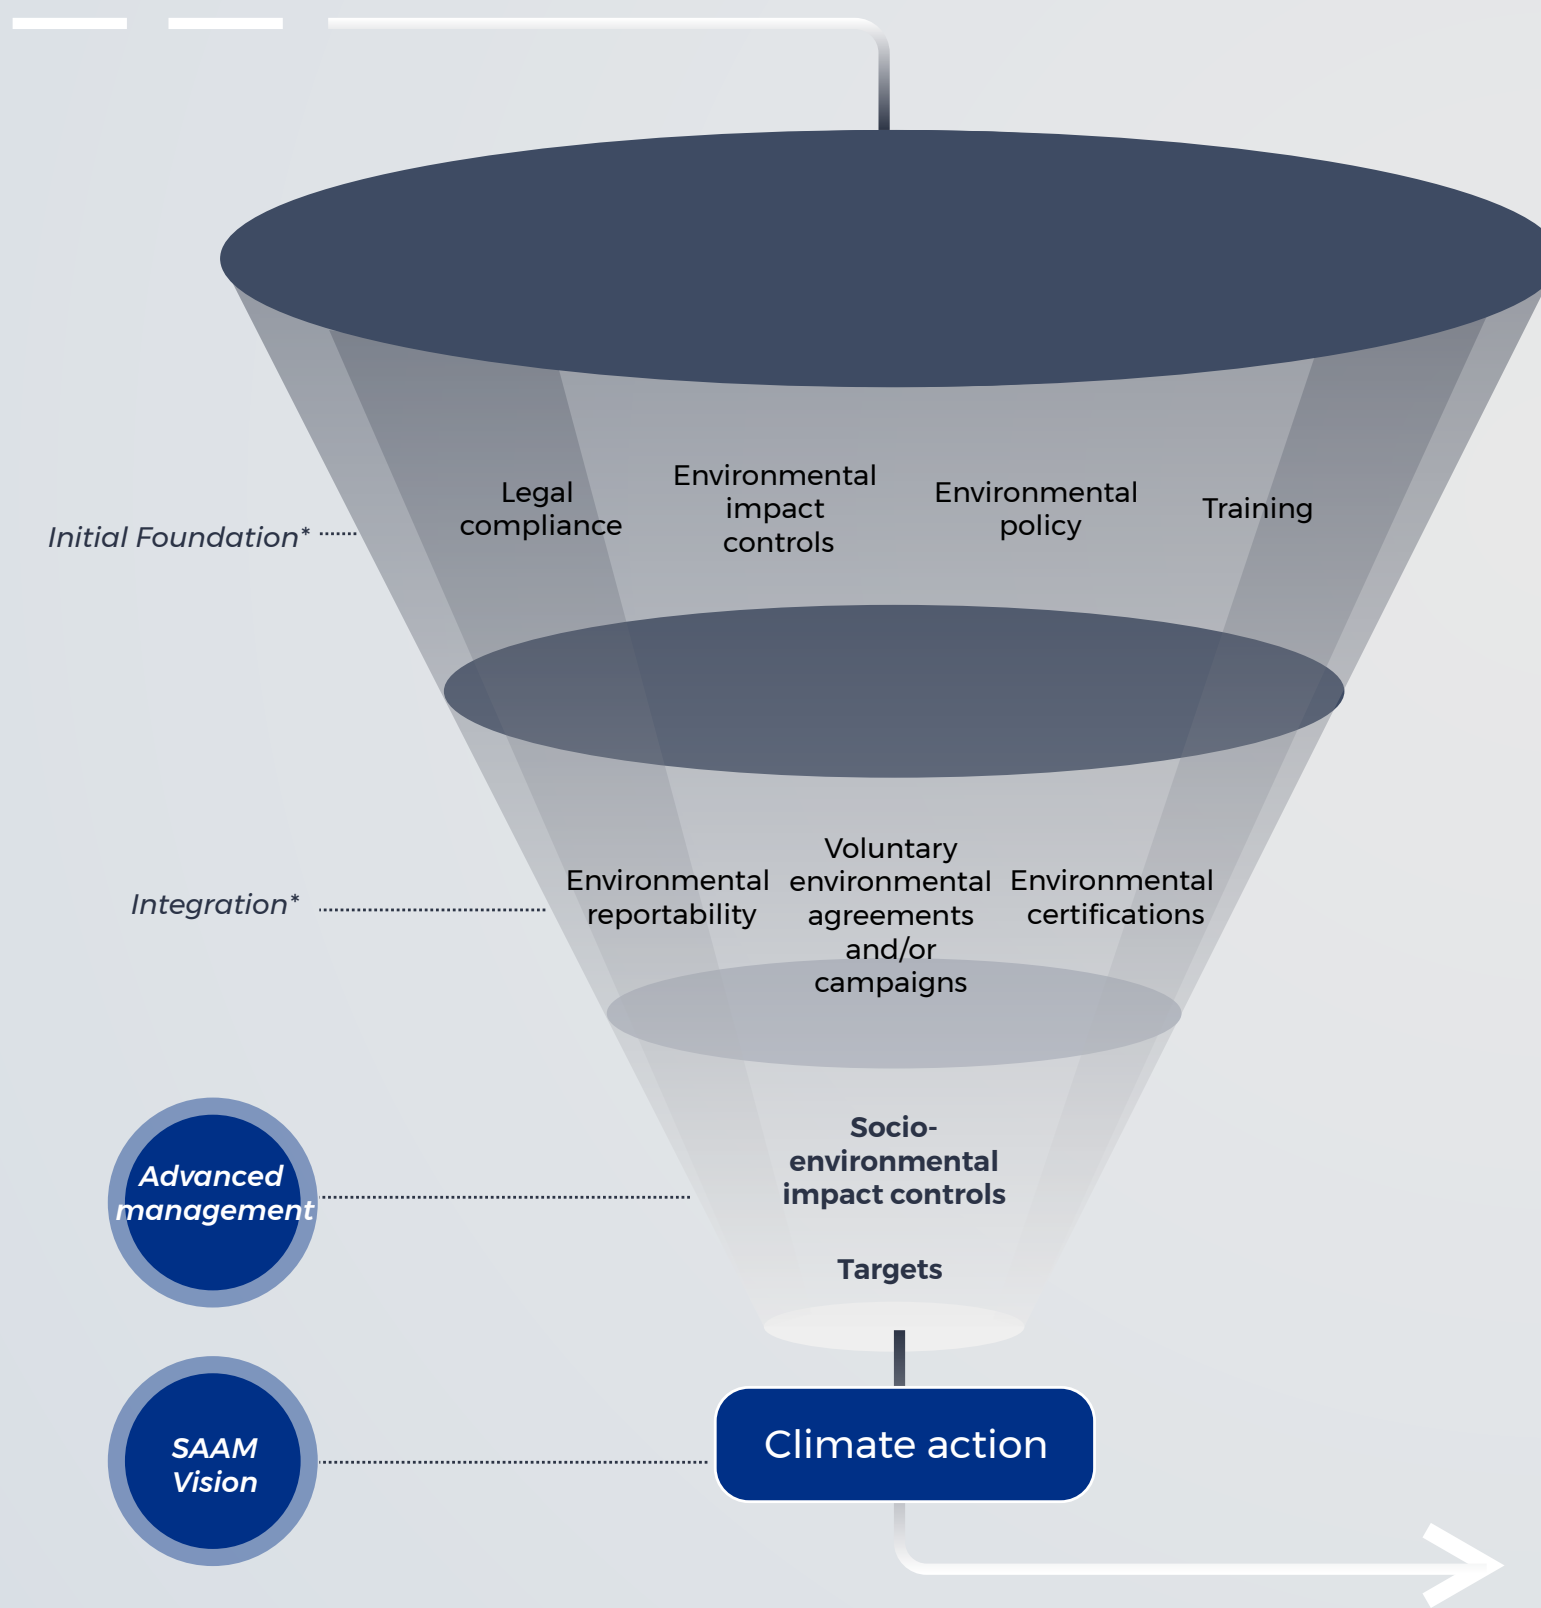 Initial Foundation*
Legal
compliance
Environmental
impact
controls
Environmental
policy
Training
Integration*
Environmental
reportability
Voluntary
environmental
agreements
and/or
campaigns
Environmental
certifications
Advanced
management
Socio-
environmental
impact controls
Targets
SAAM
Vision
Climate action